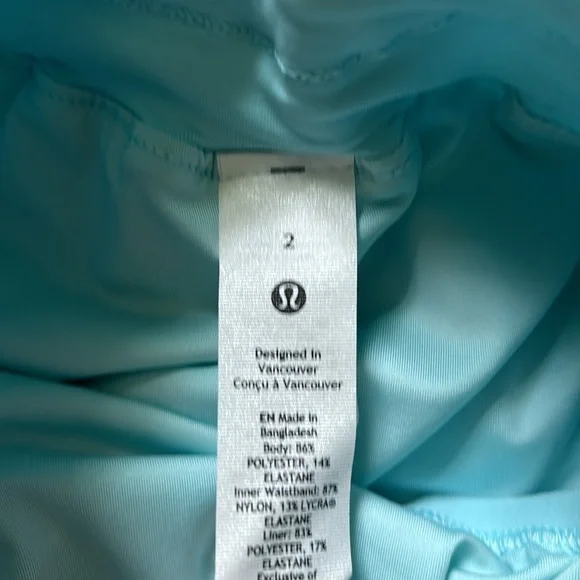 2
Designed in
Vancouver
Conçu à Vancouver
EN Made in
Bangladesh
Body: 86%
POLYESTER, 14%
ELASTANE
Inner Waistband: 87%
NYLON, 13% LYCRA®
ELASTANE
Liner: 83%
POLYESTER, 17%
ELASTANE
Exclusive of